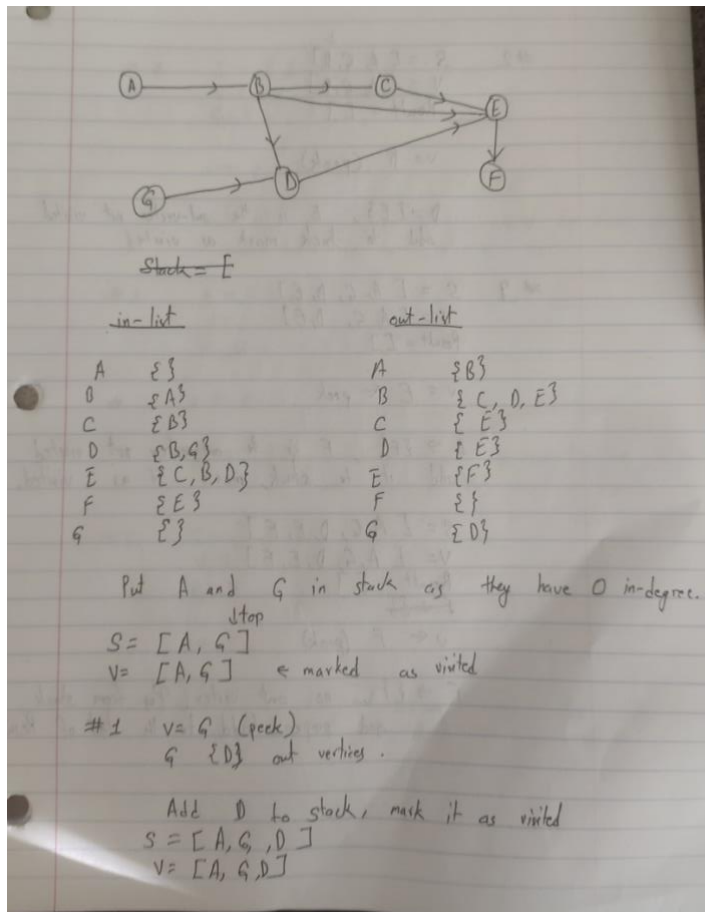 A B C
E
G D F
Stack = [
in-list out-list
A {} A {B}
B {A} B {C, D, E}
C {B} C {E}
D {B,G} D {E}
E {C, B, D} E {F}
F {E} F {}
G {} G {D}
Put A and G in stack as they have 0 in-degree.
↓top
S= [A, G]
V= [A, G] ← marked as visited
#1 V= G (peek)
G {D} out vertices.
Add D to stack, mark it as visited
S = [A, G, D]
V= [A, G, D]